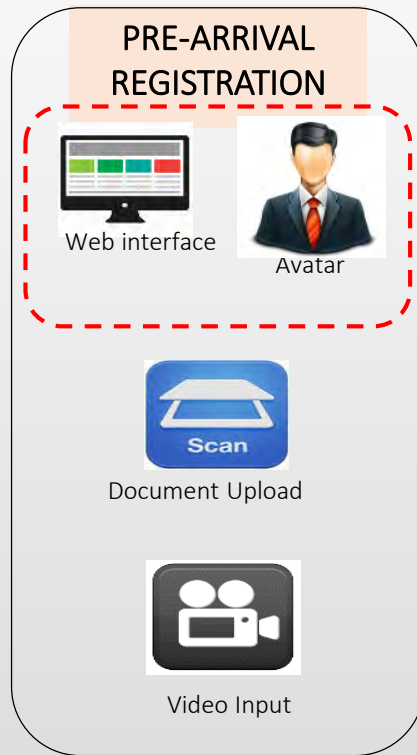 PRE-ARRIVAL
REGISTRATION
Web interface
Avatar
Scan
Document Upload
Video Input